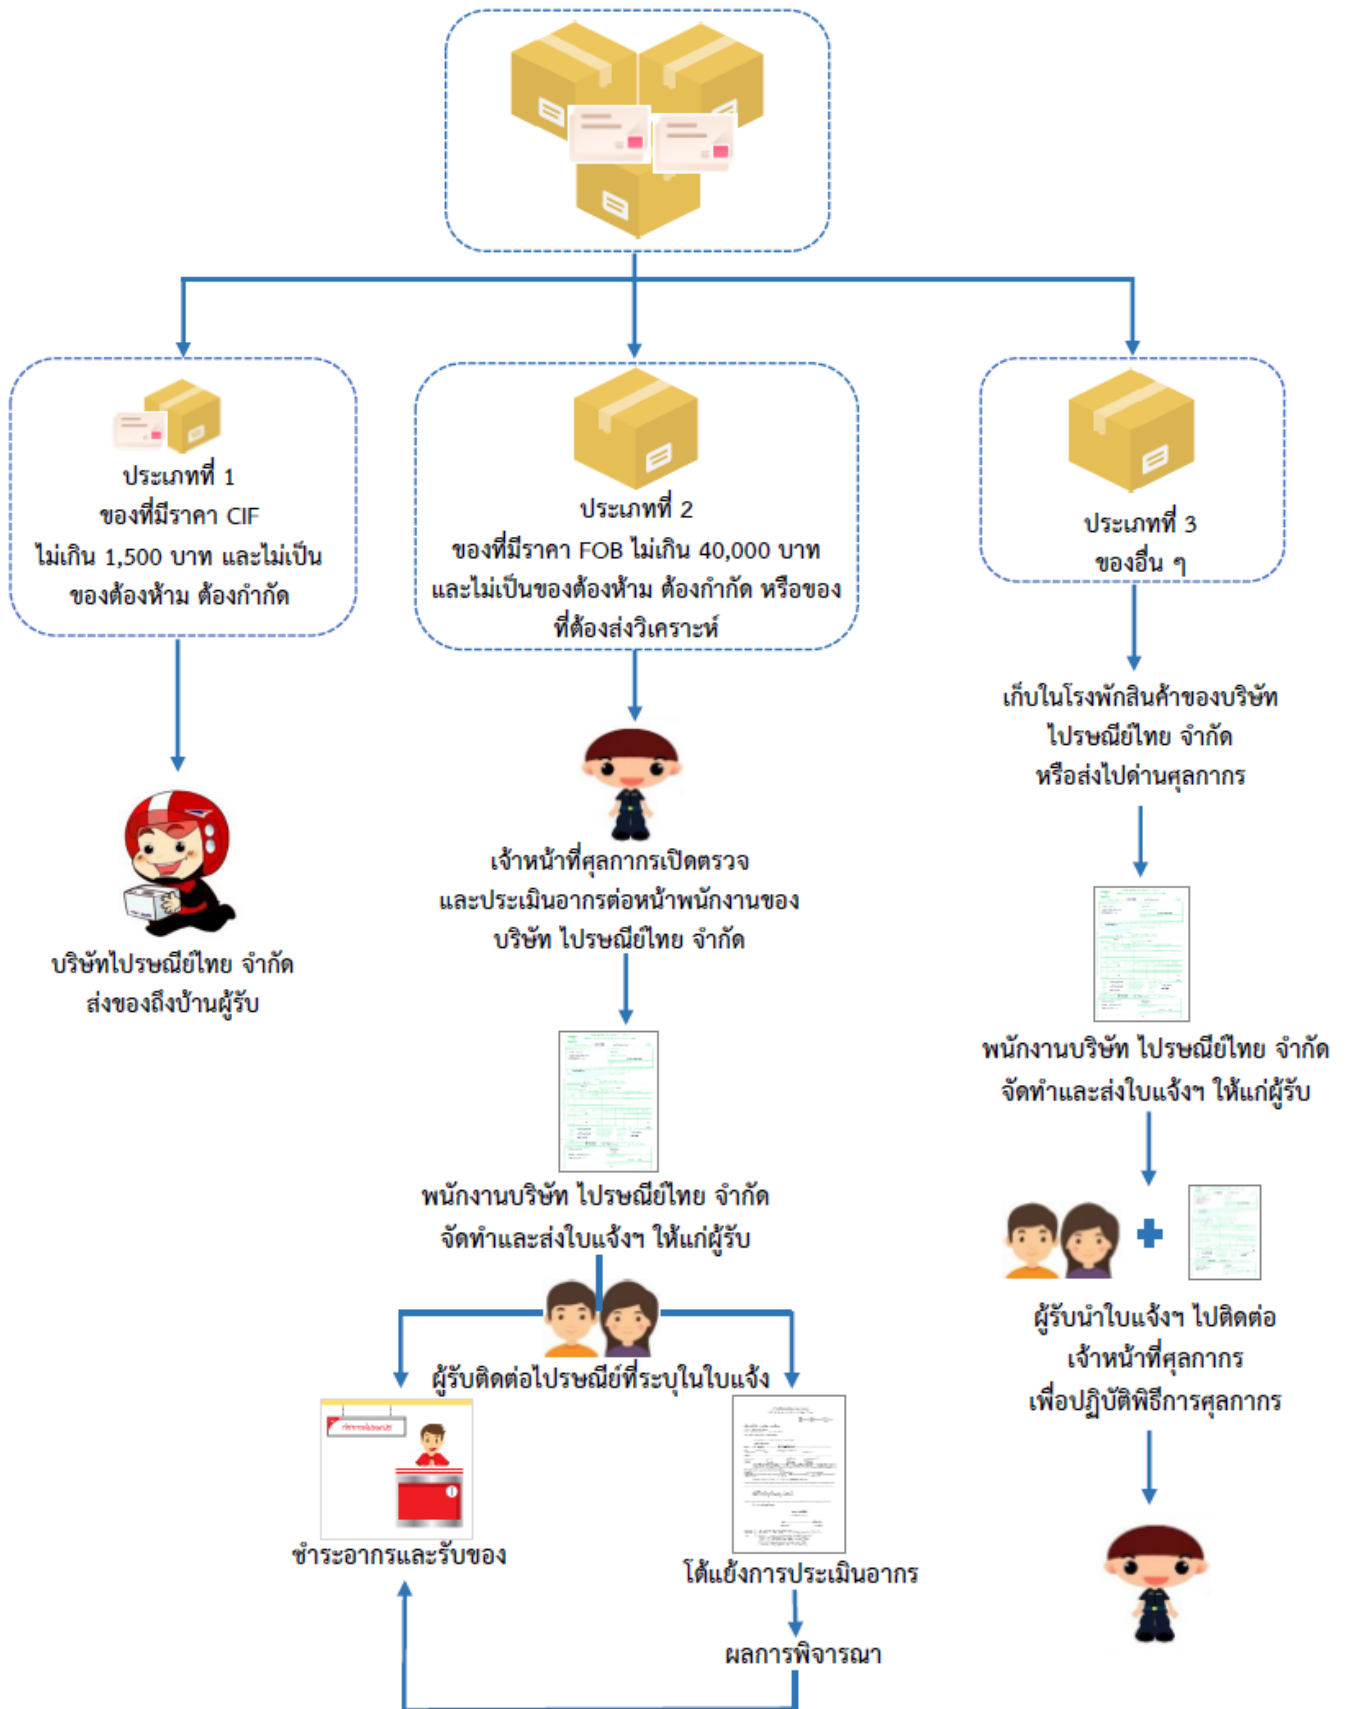 ประเภทที่ 1
ของที่มีราคา CIF
ไม่เกิน 1,500 บาท และไม่เป็น
ของต้องห้าม ต้องกำกัด
บริษัทไปรษณีย์ไทย จำกัด
ส่งของถึงบ้านผู้รับ
ประเภทที่ 2
ของที่มีราคา FOB ไม่เกิน 40,000 บาท
และไม่เป็นของต้องห้าม ต้องกำกัด หรือของ
ที่ต้องส่งวิเคราะห์
เจ้าหน้าที่ศุลกากรเปิดตรวจ
และประเมินอากรต่อหน้าพนักงานของ
บริษัท ไปรษณีย์ไทย จำกัด
พนักงานบริษัท ไปรษณีย์ไทย จำกัด
จัดทำและส่งใบแจ้งฯ ให้แก่ผู้รับ
ผู้รับติดต่อไปรษณีย์ที่ระบุในใบแจ้ง
ชำระอากรและรับของ
โต้แย้งการประเมินอากร
ผลการพิจารณา
ประเภทที่ 3
ของอื่น ๆ
เก็บในโรงพักสินค้าของบริษัท
ไปรษณีย์ไทย จำกัด
หรือส่งไปด่านศุลกากร
พนักงานบริษัท ไปรษณีย์ไทย จำกัด
จัดทำและส่งใบแจ้งฯ ให้แก่ผู้รับ
ผู้รับนำใบแจ้งฯ ไปติดต่อ
เจ้าหน้าที่ศุลกากร
เพื่อปฏิบัติพิธีการศุลกากร